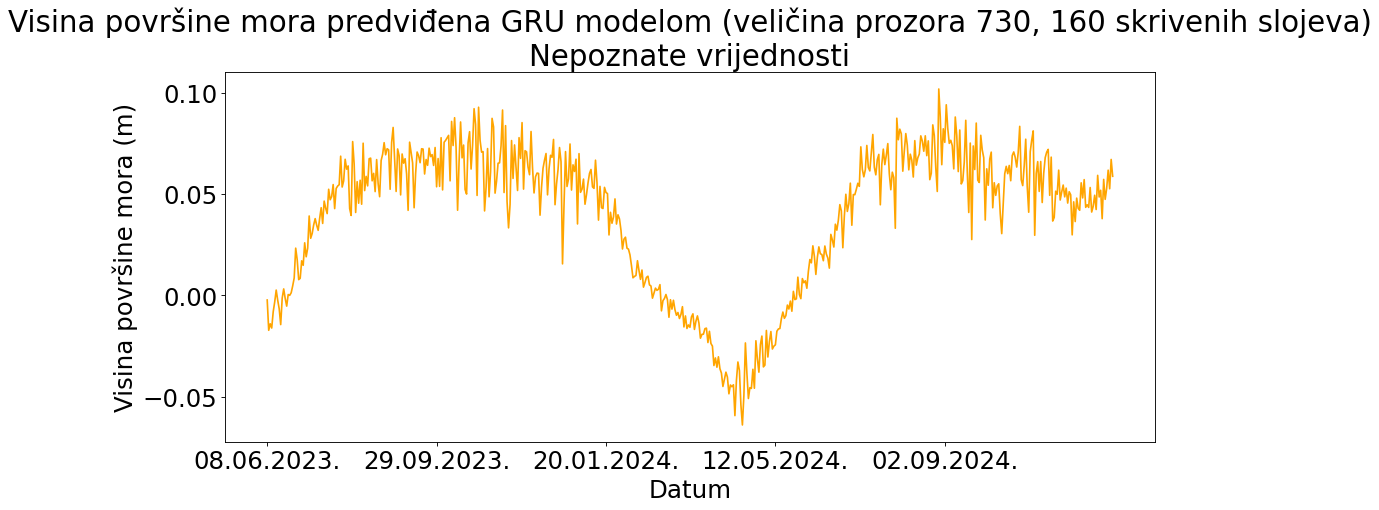 Visina površine mora predviđena GRU modelom (veličina prozora 730, 160 skrivenih slojeva)
Nepoznate vrijednosti
Visina površine mora (m)
0.10
0.05
0.00
−0.05
08.06.2023. 29.09.2023. 20.01.2024. 12.05.2024. 02.09.2024.
Datum